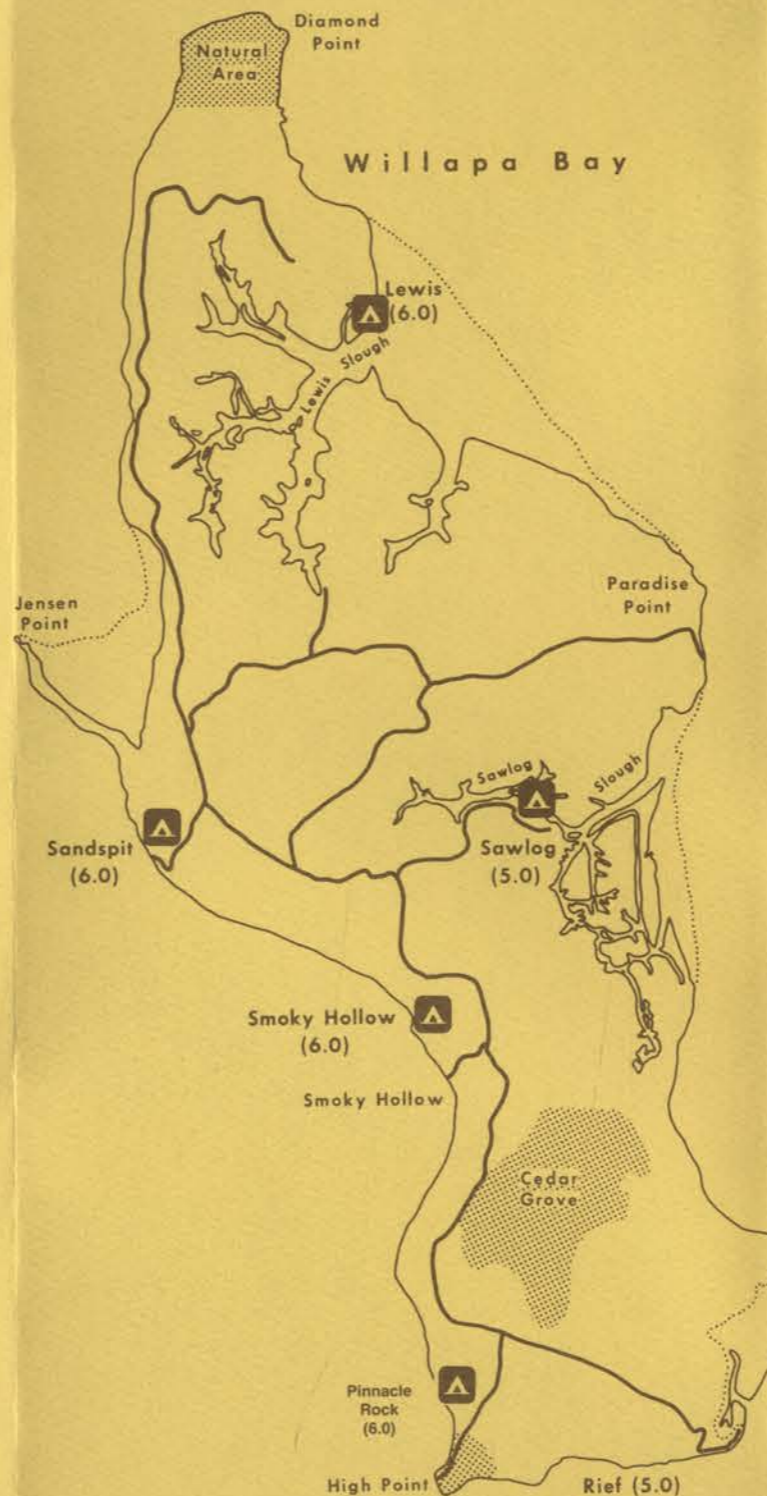 Diamond
Point
Natural
Area
Willapa Bay
Lewis
(6.0)
Lewis Slough
Jensen
Point
Paradise
Point
Sawlog Slough
Sandspit
(6.0)
Sawlog
(5.0)
Smoky Hollow
(6.0)
Smoky Hollow
Cedar
Grove
Pinnacle
Rock
(6.0)
High Point
Rief (5.0)